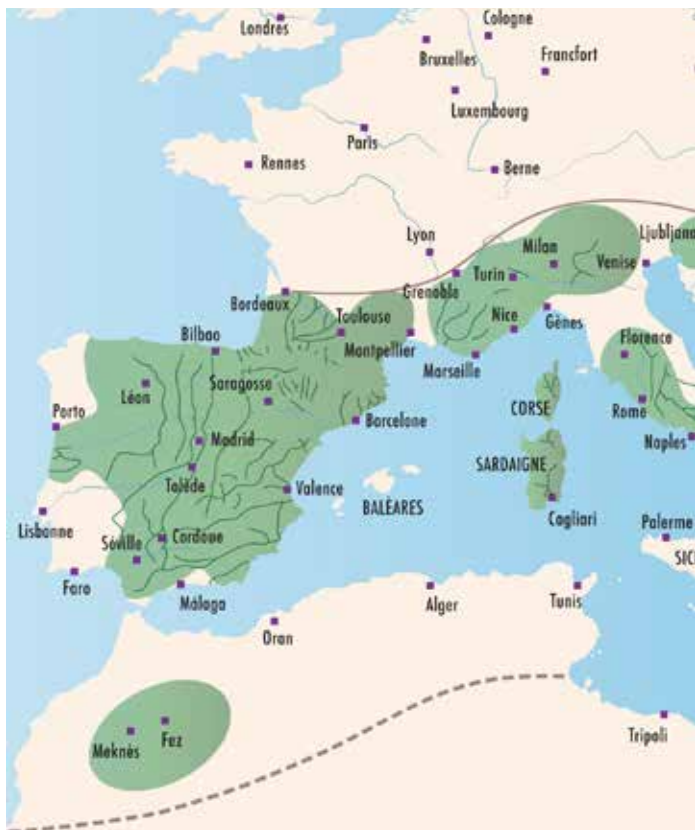 Londres
Cologne
Bruxelles
Francfort
Luxembourg
Paris
Rennes
Berne
Lyon
Milan
Ljubljana
Turin
Venise
Grenoble
Bordeaux
Toulouse
Nice
Gênes
Bilbao
Montpellier
Florence
Marseille
Saragosse
Léon
CORSE
Porto
Barcelone
Rome
Madrid
Naples
Tolède
SARDAIGNE
Valence
BALÉARES
Lisbonne
Cagliari
Cordoue
Palerme
Séville
SICI
Faro
Málaga
Alger
Tunis
Oran
Fez
Meknès
Tripoli